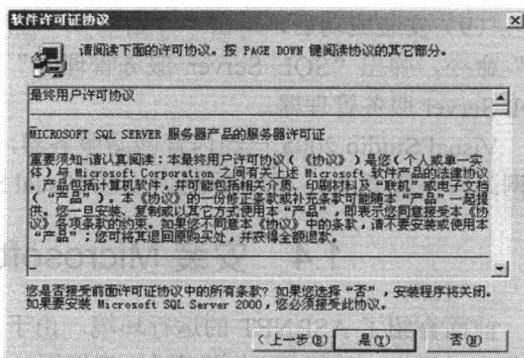 软件许可证协议
请阅读下面的许可协议。按 PAGE DOWN 键阅读协议的其它部分。
最终用户许可协议
MICROSOFT SQL SERVER 服务器产品的服务器许可证
重要须知-请认真阅读：本最终用户许可协议（《协议》）是您（个人或单一实
体）与 Microsoft Corporation 之间有关上述 Microsoft 软件产品的法律协议
。产品包括计算机软件，并可能包括相关介质、印刷材料及“联机”或电子文档
（“产品”）。本《协议》的一份修正条款或补充条款可能随本“产品”一起提
供。您一旦安装、复制或以其它方式使用本“产品”，即表示您同意接受本《协
议》各项条款的约束。如果您不同意本《协议》中的条款，请不要安装或使用本
“产品”；您可将其退回原购买处，并获得全额退款。
您是否接受前面许可证协议中的所有条款？如果您选择“否”，安装程序将关闭。
如果要安装 Microsoft SQL Server 2000，您必须接受此协议。
<上一步(B)
是(Y)
否(N)